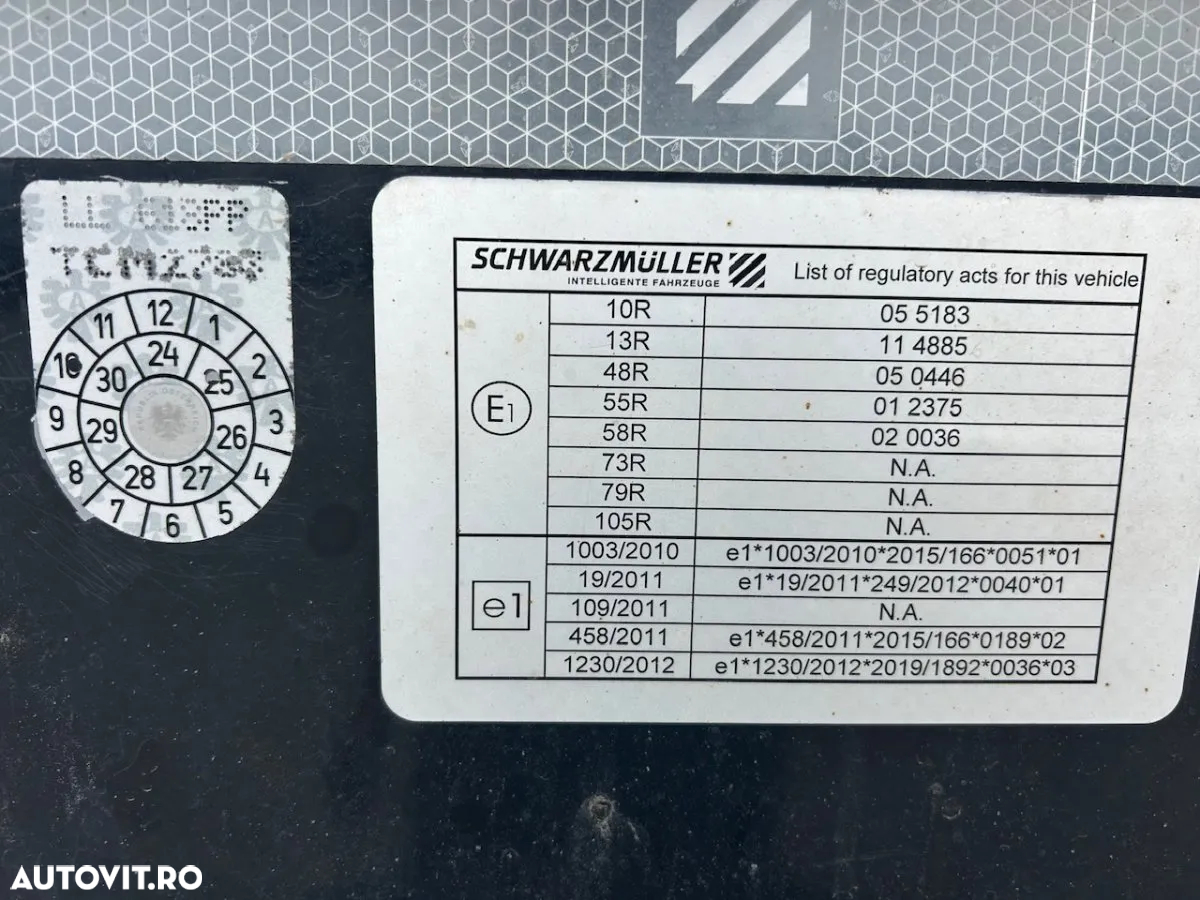 LL 618PP
TCM2798
12
1
2
3
4
5
6
7
8
9
10
11
24
25
26
27
28
29
30
SCHWARZMÜLLER
INTELLIGENTE FAHRZEUGE
List of regulatory acts for this vehicle
E1
10R 05 5183
13R 11 4885
48R 05 0446
55R 01 2375
58R 02 0036
73R N.A.
79R N.A.
105R N.A.
e1
1003/2010 e1*1003/2010*2015/166*0051*01
19/2011 e1*19/2011*249/2012*0040*01
109/2011 N.A.
458/2011 e1*458/2011*2015/166*0189*02
1230/2012 e1*1230/2012*2019/1892*0036*03
AUTOVIT.RO